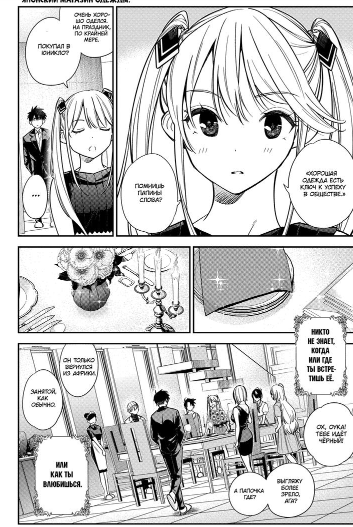 ЯПОНСКИЙ МАГАЗИН ОДЕЖДЫ.
ОЧЕНЬ ХОРО-
ШО ОДЕЛСЯ
НА ПРАЗДНИК,
ПО КРАЙНЕЙ
МЕРЕ.
ПОКУПАЛ В
ЮНИКЛО?
...
ПОМНИШЬ
ПАПИНЫ
СЛОВА?
«ХОРОШАЯ
ОДЕЖДА ЕСТЬ
КЛЮЧ К УСПЕХУ
В ОБЩЕСТВЕ.»
НИКТО
НЕ ЗНАЕТ,
КОГДА
ИЛИ ГДЕ
ТЫ ВСТРЕ-
ТИШЬ ЕЁ.
ОН ТОЛЬКО
ВЕРНУЛСЯ
ИЗ АФРИКИ.
ЗАНЯТОЙ,
КАК
ОБЫЧНО.
ИЛИ
КАК ТЫ
ВЛЮБИШЬСЯ.
ОХ, ОУКА!
ТЕБЕ ИДЁТ
ЧЁРНЫЙ!
ВЫГЛЯЖУ
БОЛЕЕ
ЗРЕЛО,
АГА?
А ПАПОЧКА
ГДЕ?